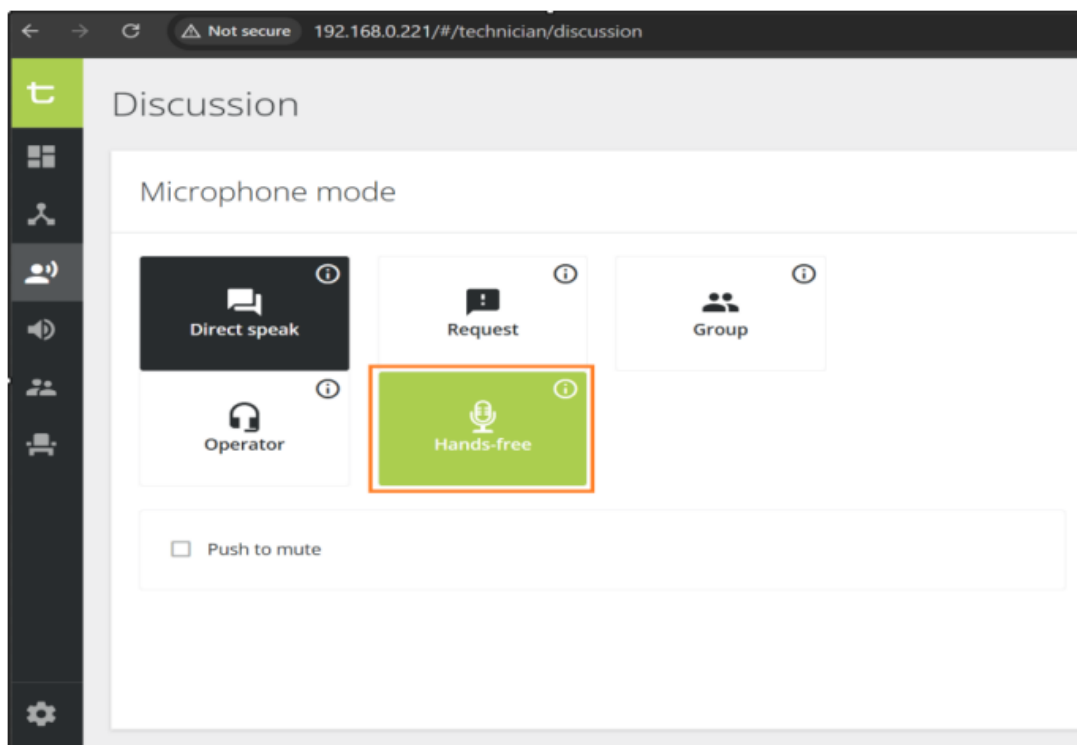 Not secure 192.168.0.221/#/technician/discussion
Discussion
Microphone mode
Direct speak
Request
Group
Operator
Hands-free
Push to mute